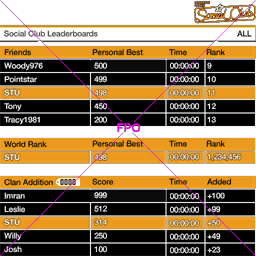 Social Club
Social Club Leaderboards ALL
Friends Personal Best Time Rank
Woody976 500 00:00:00 9
Pointstar 499 00:00:00 10
STU 498 00:00:00 11
Tony 450 00:00:00 12
Tracy1981 200 00:00:00 13
FPO
World Rank Personal Best Time Rank
STU 498 00:00:00 1,234,456
Clan Addition Score Time Added
Imran 999 00:00:00 +100
Leslie 512 00:00:00 +99
STU 314 00:00:00 +50
Willy 250 00:00:00 +49
Josh 100 00:00:00 +23